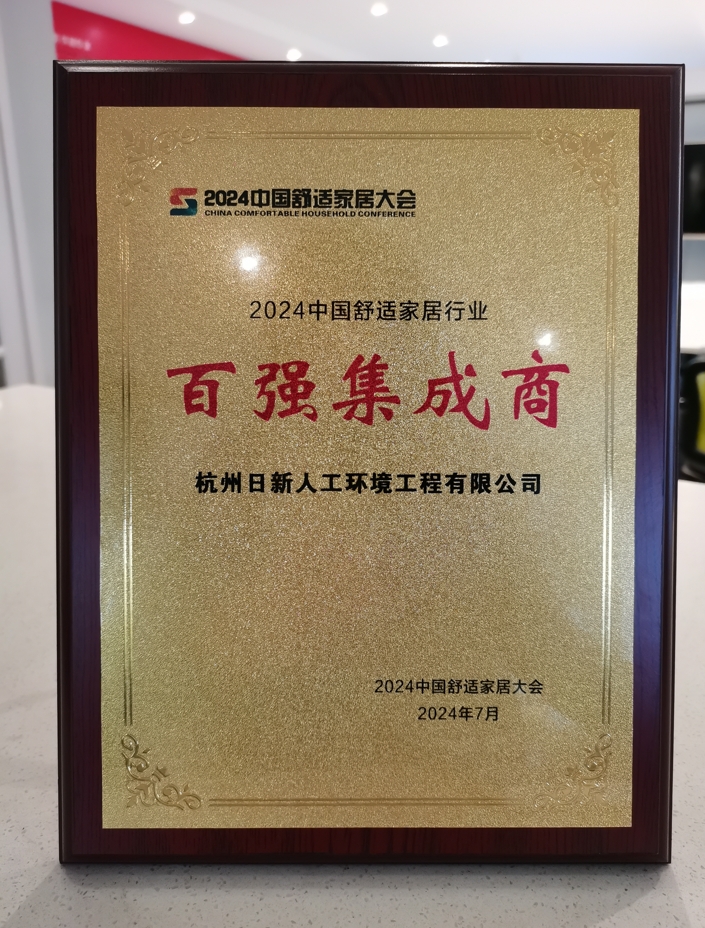 2024中国舒适家居大会
CHINA COMFORTABLE HOUSEHOLD CONFERENCE
2024中国舒适家居行业
百强集成商
杭州日新人工环境工程有限公司
2024中国舒适家居大会
2024年7月